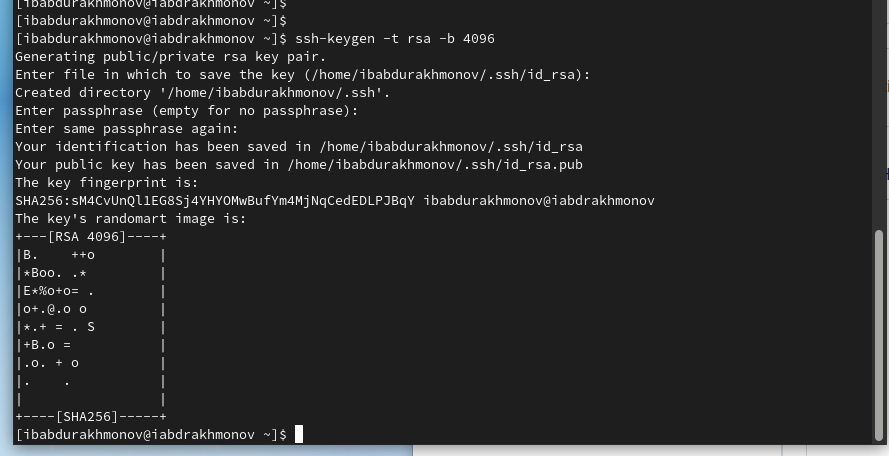 [ibabdurakhmonov@iabdrakhmonov ~]$
[ibabdurakhmonov@iabdrakhmonov ~]$
[ibabdurakhmonov@iabdrakhmonov ~]$ ssh-keygen -t rsa -b 4096
Generating public/private rsa key pair.
Enter file in which to save the key (/home/ibabdurakhmonov/.ssh/id_rsa):
Created directory '/home/ibabdurakhmonov/.ssh'.
Enter passphrase (empty for no passphrase):
Enter same passphrase again:
Your identification has been saved in /home/ibabdurakhmonov/.ssh/id_rsa
Your public key has been saved in /home/ibabdurakhmonov/.ssh/id_rsa.pub
The key fingerprint is:
SHA256:sM4CvUnQl1EG8Sj4YHYOMwBufYm4MjNqCedEDLPJBqY ibabdurakhmonov@iabdrakhmonov
The key's randomart image is:
+---[RSA 4096]----+
|B.    ++o        |
|*Boo. .*         |
|E*%o+o= .        |
|o+.@.o o         |
|*.+ = . S        |
|+B.o =           |
|.o. + o          |
|.    .           |
|                 |
+----[SHA256]-----+
[ibabdurakhmonov@iabdrakhmonov ~]$